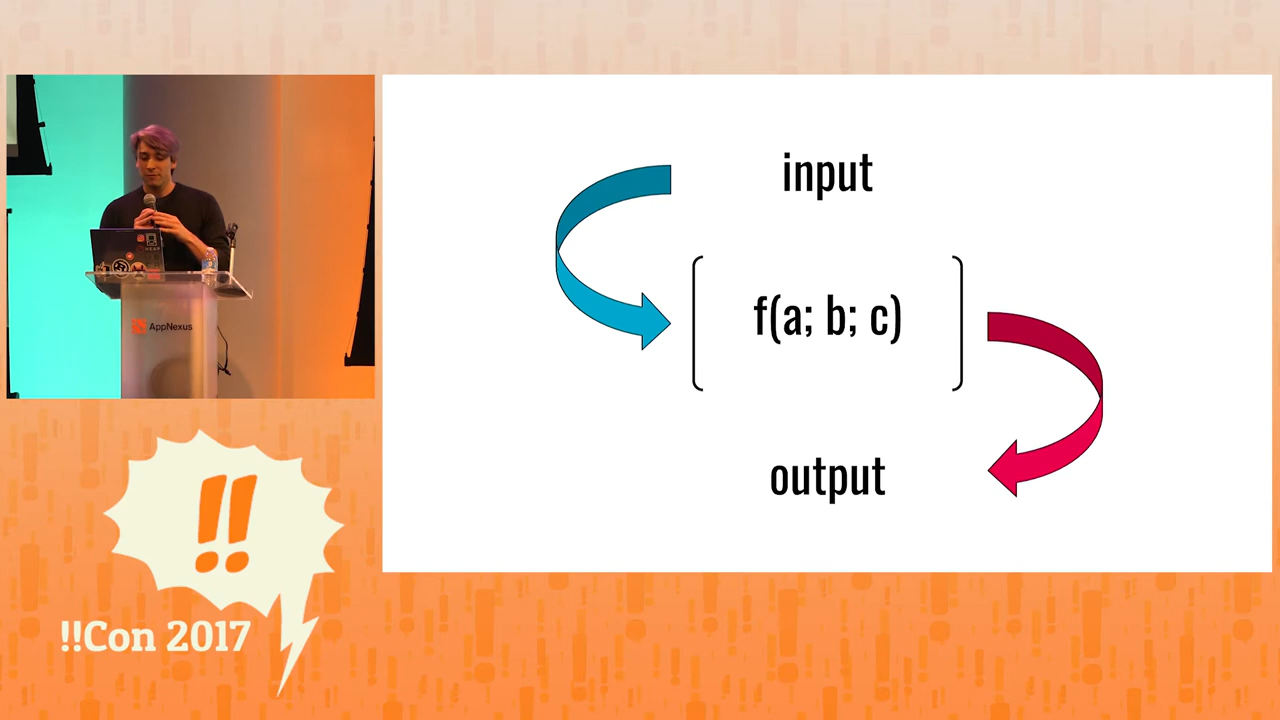 input
f(a; b; c)
output
AppNexus
!!
!!Con 2017